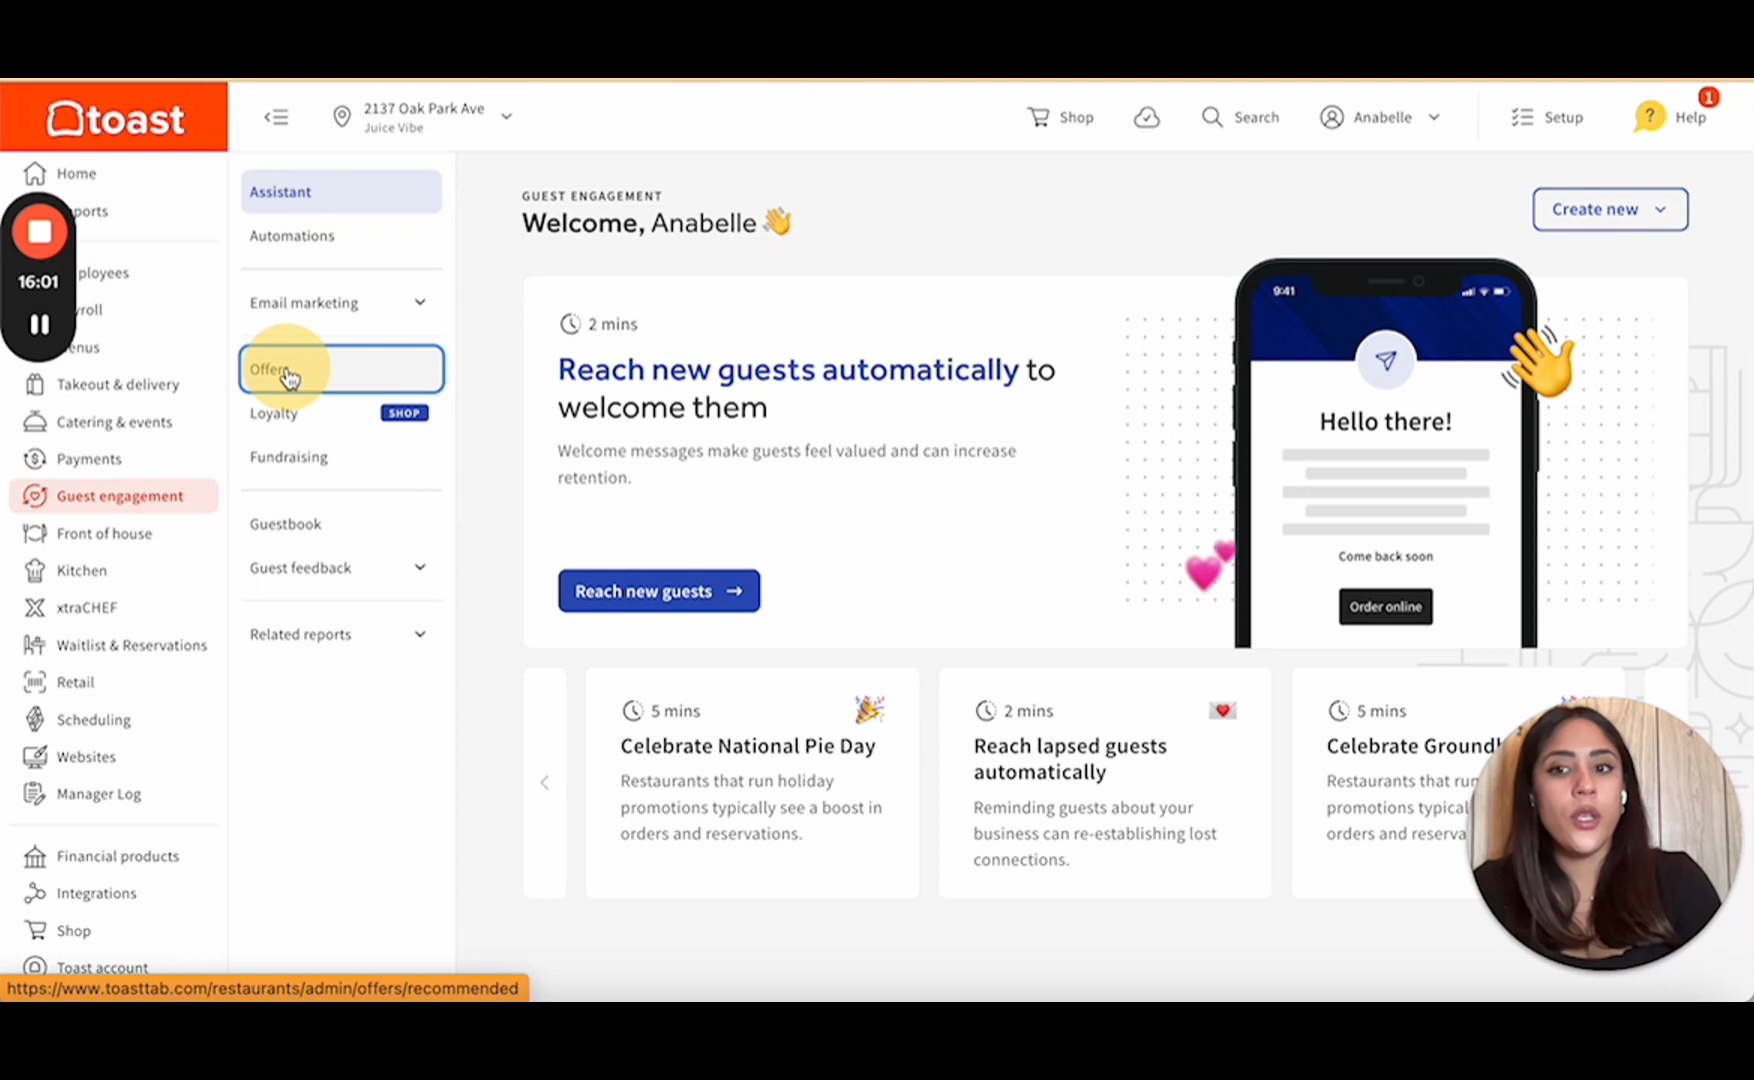 toast
2137 Oak Park Ave
Juice Vibe
Shop
Search
Anabelle
Setup
?
Help
1
Home
ports
16:01
ployees
roll
enus
Takeout & delivery
Catering & events
Payments
Guest engagement
Front of house
Kitchen
xtraCHEF
Waitlist & Reservations
Retail
Scheduling
Websites
Manager Log
Financial products
Integrations
Shop
Toast account
https://www.toasttab.com/restaurants/admin/offers/recommended
Assistant
Automations
Email marketing
Offers
Loyalty
SHOP
Fundraising
Guestbook
Guest feedback
Related reports
GUEST ENGAGEMENT
Welcome, Anabelle 👋
Create new
2 mins
Reach new guests automatically to
welcome them
Welcome messages make guests feel valued and can increase
retention.
Reach new guests →
9:41
Hello there!
Come back soon
Order online
5 mins
Celebrate National Pie Day
Restaurants that run holiday
promotions typically see a boost in
orders and reservations.
2 mins
Reach lapsed guests
automatically
Reminding guests about your
business can re-establishing lost
connections.
5 mins
Celebrate Groundh
Restaurants that run
promotions typical
orders and reserva